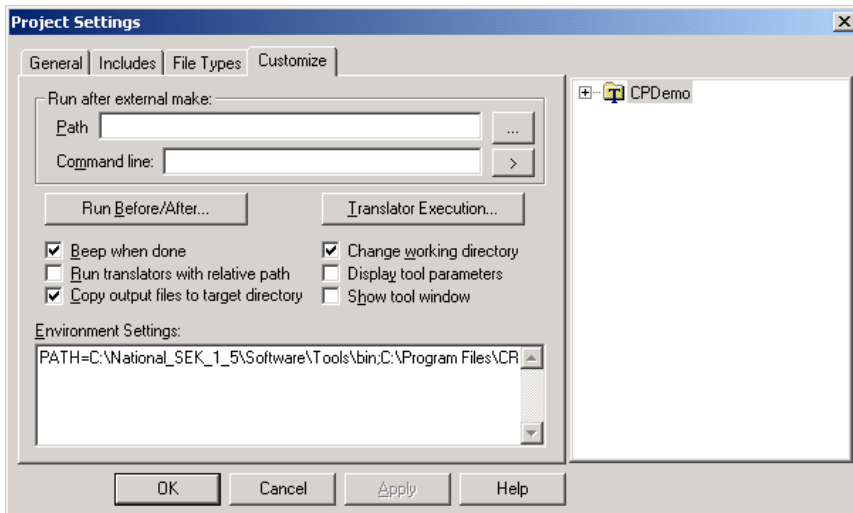 Project Settings
General Includes File Types Customize
Run after external make:
Path ...
Command line: >
Run Before/After... Translator Execution...
Beep when done Change working directory
Run translators with relative path Display tool parameters
Copy output files to target directory Show tool window
Environment Settings:
PATH=C:\National_SEK_1_5\Software\Tools\bin;C:\Program Files\CR
OK Cancel Apply Help
CPDemo